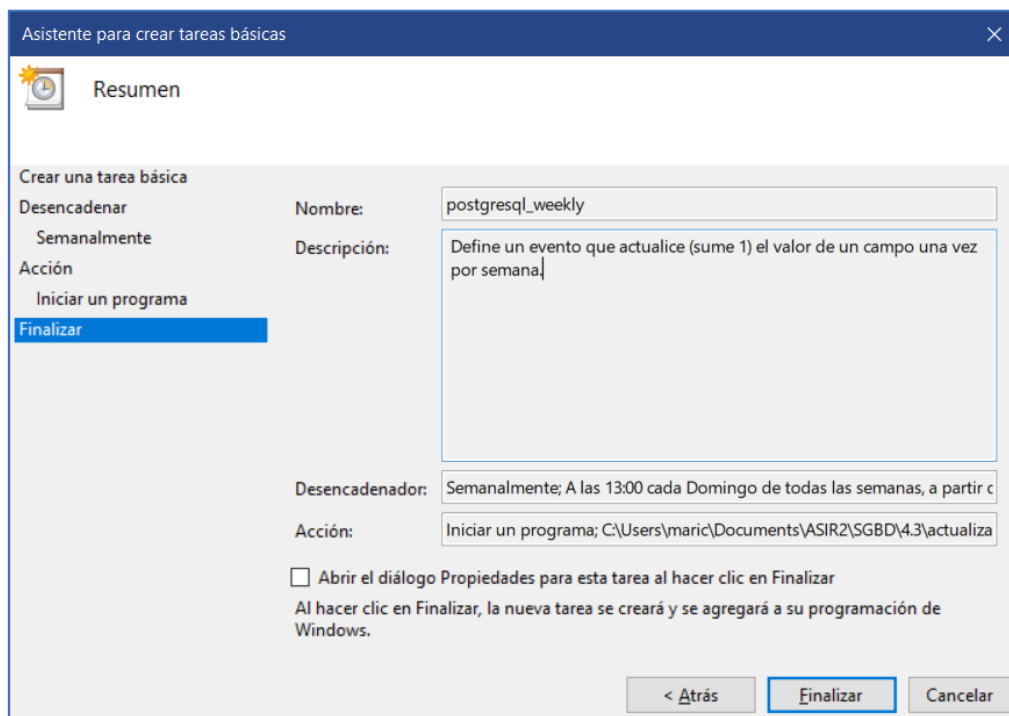 Asistente para crear tareas básicas
Resumen
Crear una tarea básica
Desencadenar
Semanalmente
Acción
Iniciar un programa
Finalizar
Nombre: postgresql_weekly
Descripción: Define un evento que actualice (sume 1) el valor de un campo una vez
por semana.
Desencadenador: Semanalmente; A las 13:00 cada Domingo de todas las semanas, a partir
Acción: Iniciar un programa; C:\Users\maric\Documents\ASIR2\SGBD\4.3\actualiza
Abrir el diálogo Propiedades para esta tarea al hacer clic en Finalizar
Al hacer clic en Finalizar, la nueva tarea se creará y se agregará a su programación de
Windows.
< Atrás Finalizar Cancelar